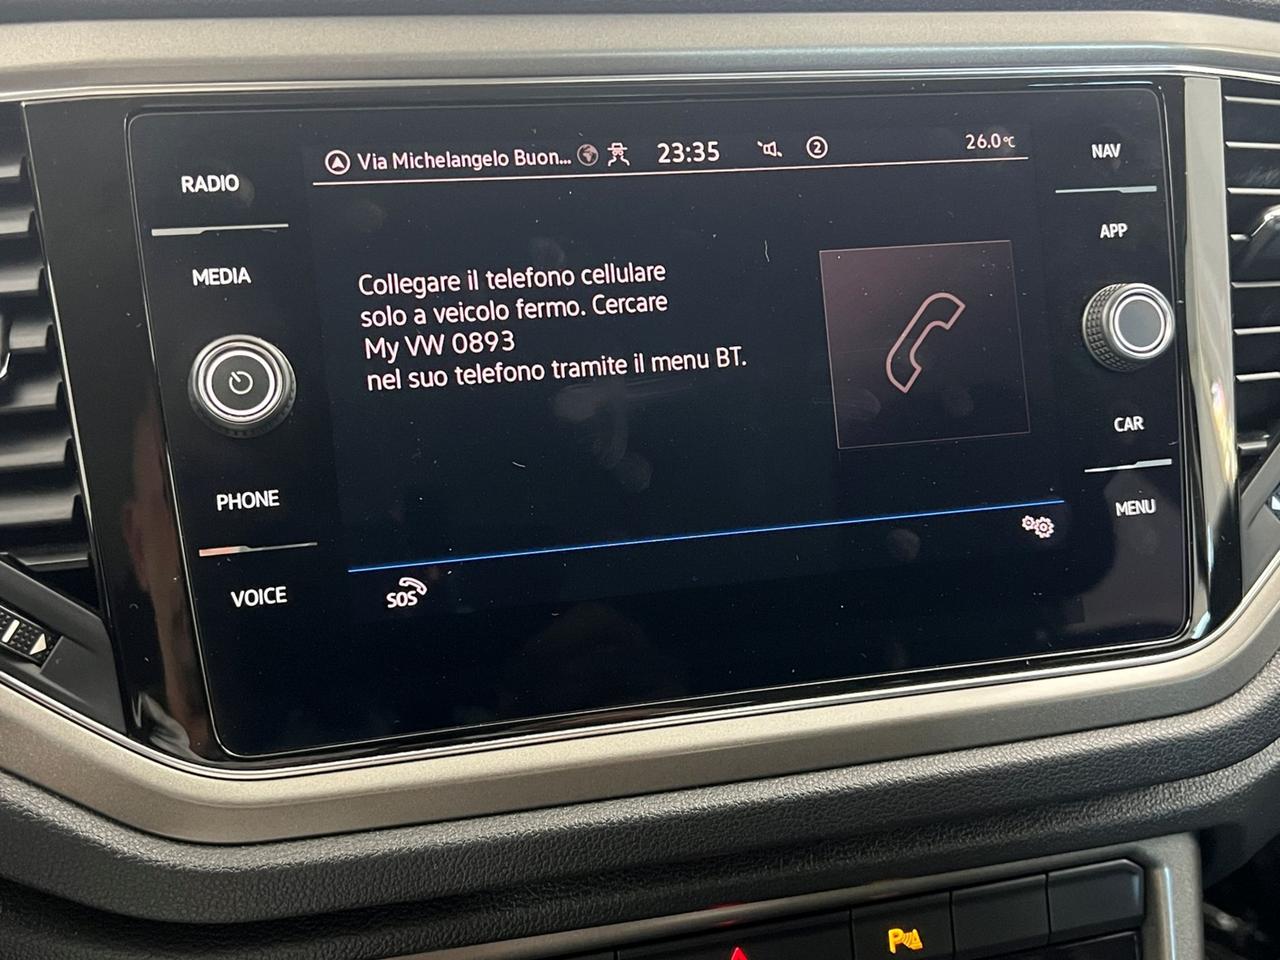 Via Michelangelo Buon... 23:35 2 26.0°C
RADIO
MEDIA
PHONE
VOICE
Collegare il telefono cellulare
solo a veicolo fermo. Cercare
My VW 0893
nel suo telefono tramite il menu BT.
SOS
NAV
APP
CAR
MENU
P